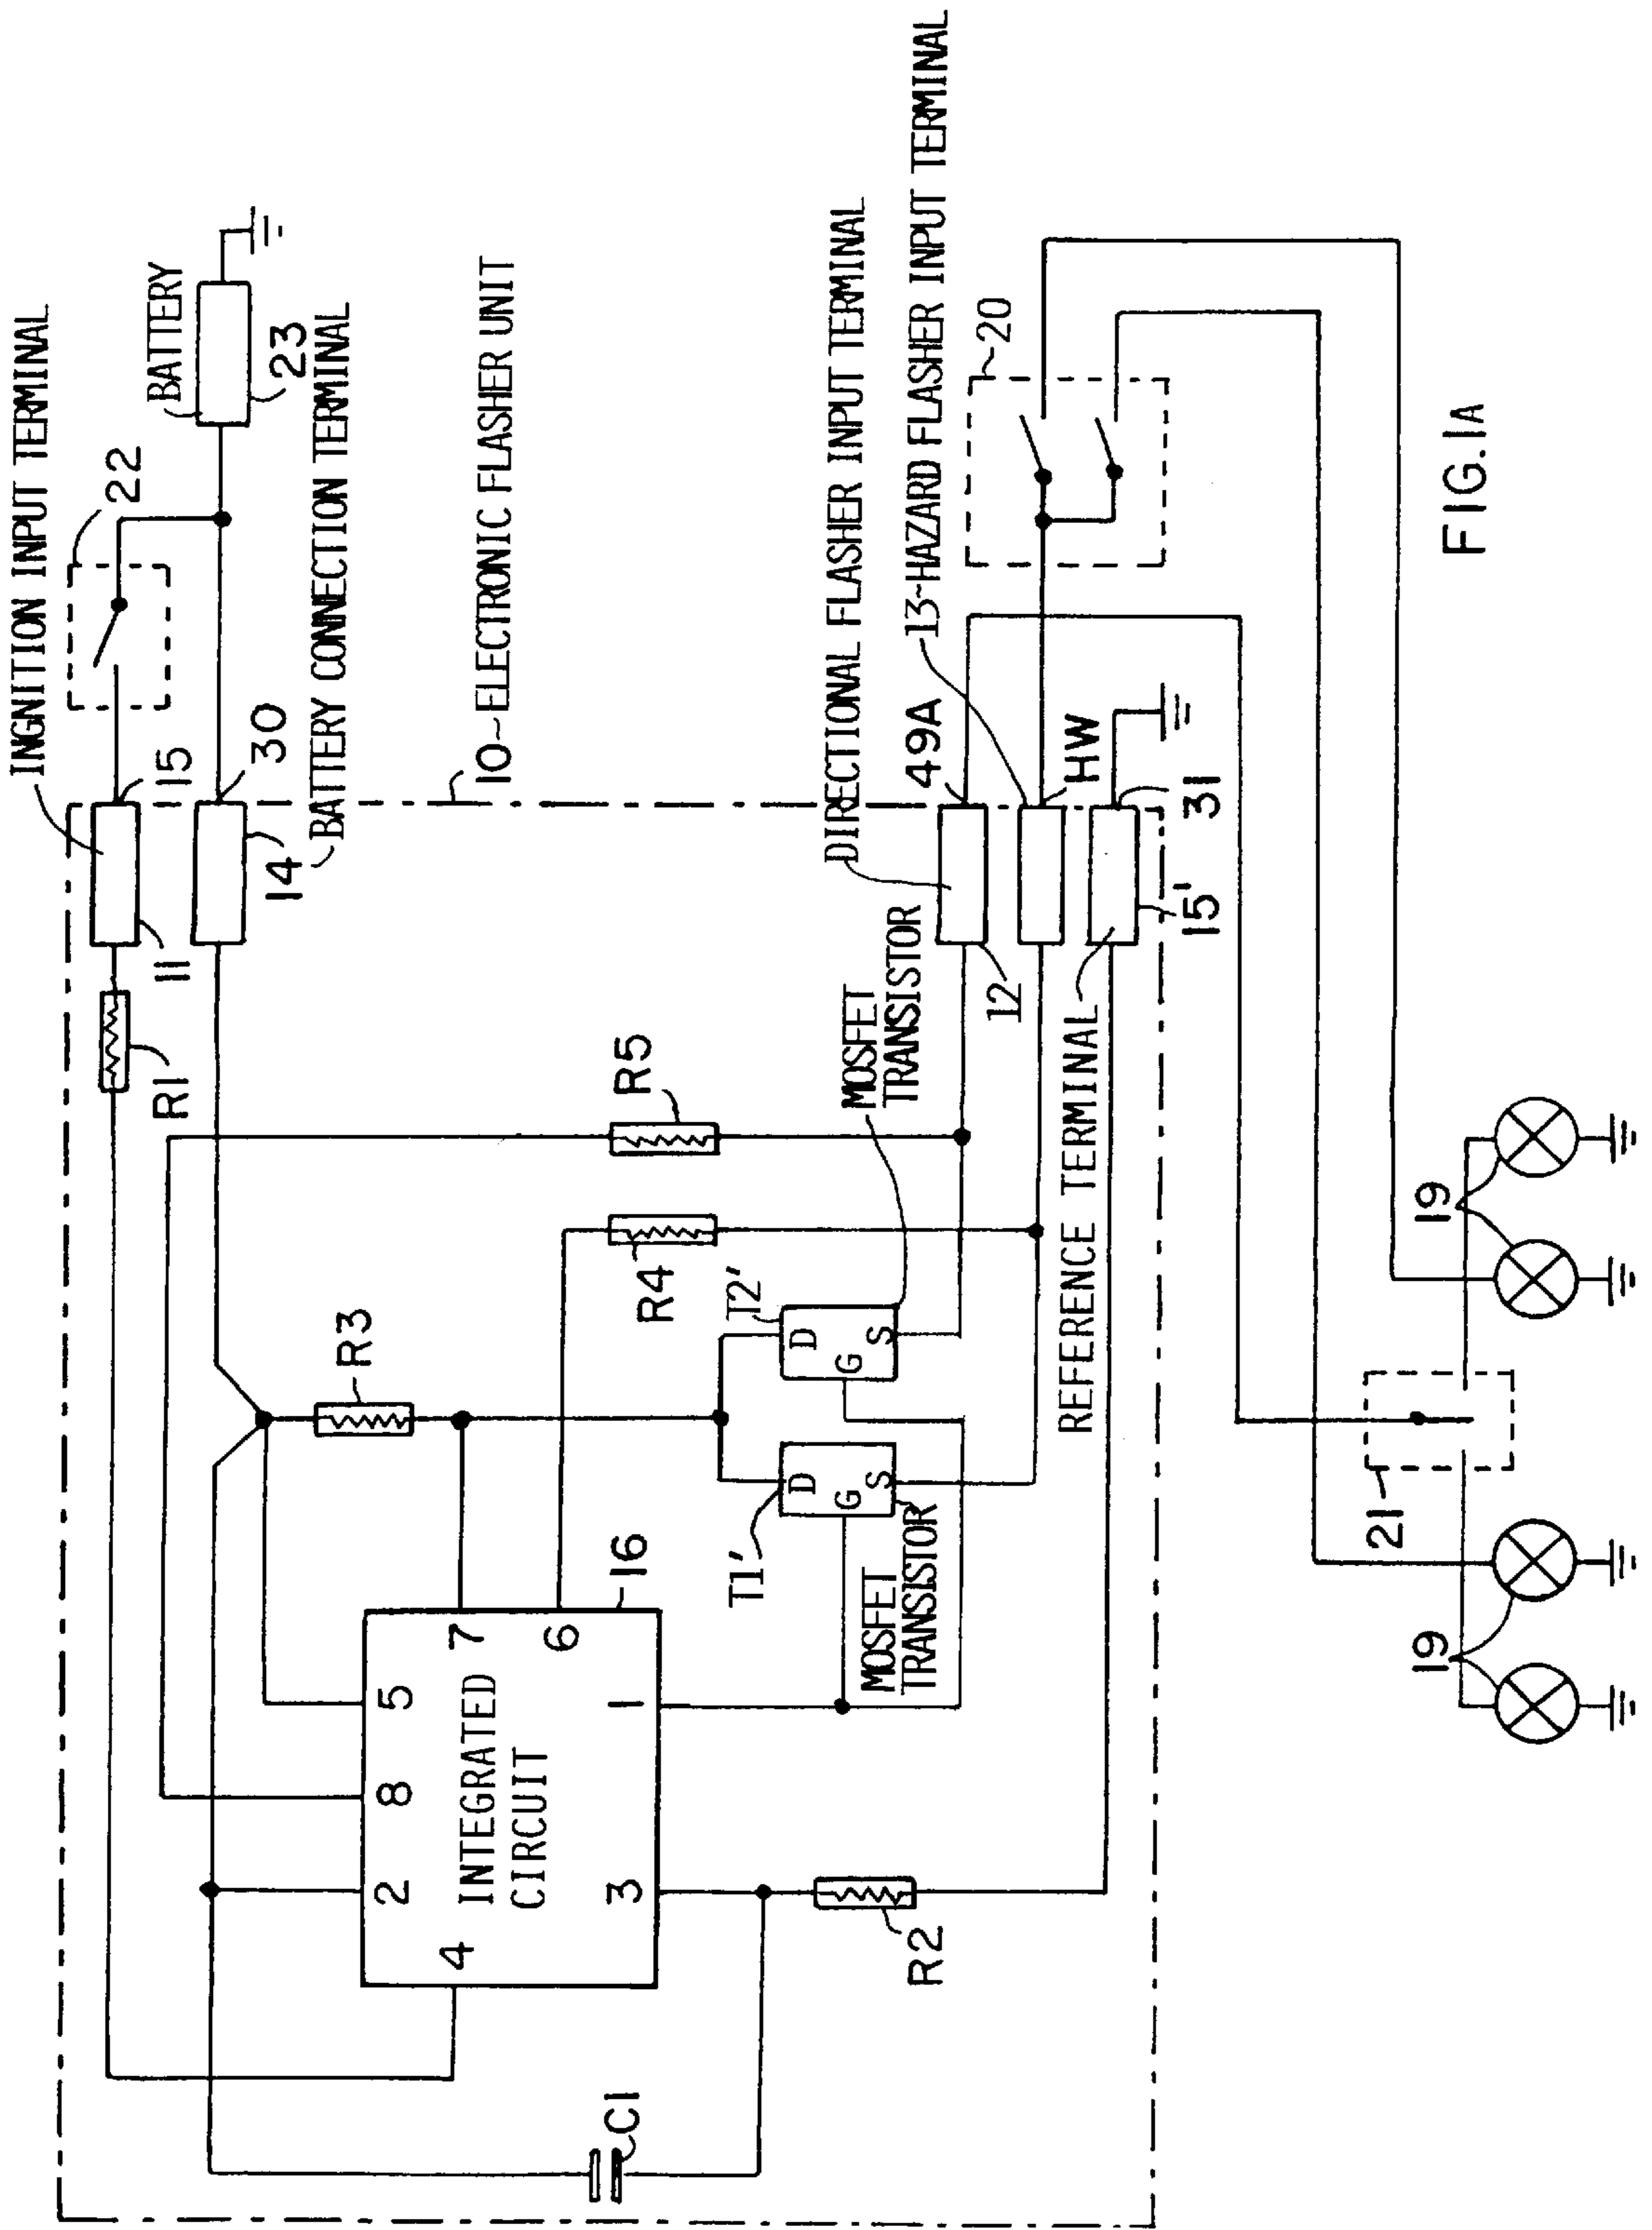 INGNITION INPUT TERMINAL
22
BATTERY
23
15
30
11
14
BATTERY CONNECTION TERMINAL
R1
10~ELECTRONIC FLASHER UNIT
R3
R5
R4
5
8
2
7
6
4
INTEGRATED
CIRCUIT
1
3
16
C1
R2
T1'
D
G
S
MOSFET
TRANSISTOR
T2'
D
G
S
MOSFET
TRANSISTOR
DIRECTIONAL FLASHER INPUT TERMINAL
49A
12
13~HAZARD FLASHER INPUT TERMINAL
HW
31
15'
REFERENCE TERMINAL
20
21
19
19
FIG.1A